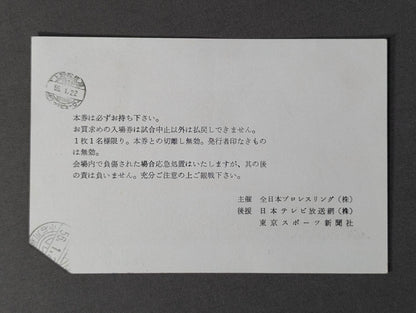 56.1.22
本券は必ずお持ち下さい。
お買求めの入場券は試合中止以外は払戻しできません。
1枚1名様限り。本券との切離し無効。発行者印なきもの
は無効。
会場内で負傷された場合応急処置はいたしますが、其の後
の責は負いません。充分ご注意の上ご観戦下さい。
主催 全日本プロレスリング(株)
後援 日本テレビ放送網(株)
東京スポーツ新聞社